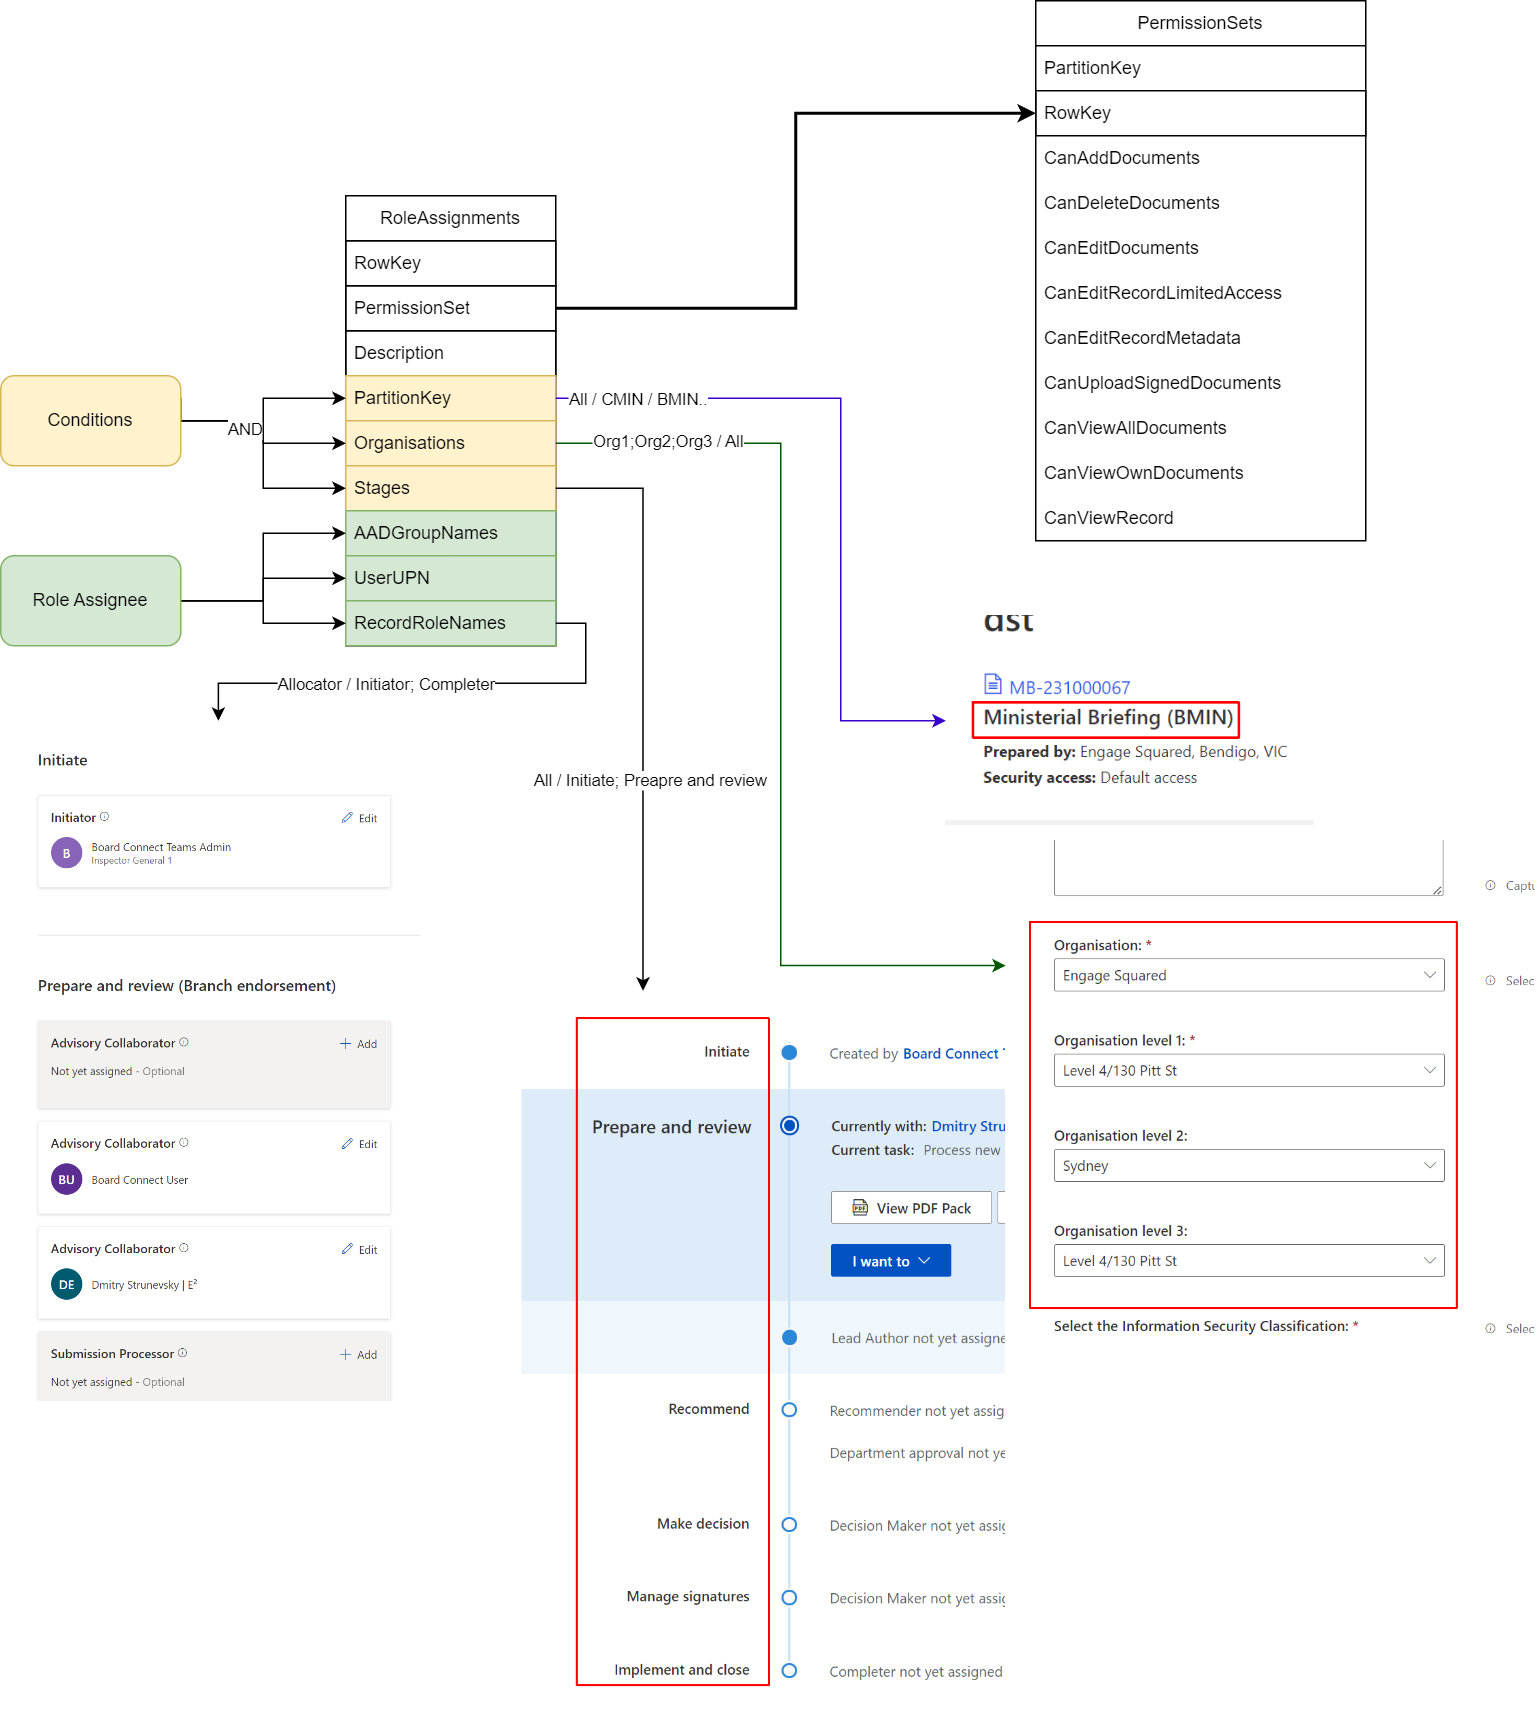 PermissionSets
PartitionKey
RowKey
CanAddDocuments
CanDeleteDocuments
CanEditDocuments
CanEditRecordLimitedAccess
CanEditRecordMetadata
CanUploadSignedDocuments
CanViewAllDocuments
CanViewOwnDocuments
CanViewRecord
RoleAssignments
RowKey
PermissionSet
Description
PartitionKey
Organisations
Stages
AADGroupNames
UserUPN
RecordRoleNames
Conditions
AND
Role Assignee
All / CMIN / BMIN..
Org1;Org2;Org3 / All
Allocator / Initiator; Completer
All / Initiate; Preapre and review
dst
MB-231000067
Ministerial Briefing (BMIN)
Prepared by: Engage Squared, Bendigo, VIC
Security access: Default access
Initiate
Initiator
Edit
B
Board Connect Teams Admin
Inspector General 1
Prepare and review (Branch endorsement)
Advisory Collaborator
Add
Not yet assigned - Optional
Advisory Collaborator
Edit
BU
Board Connect User
Advisory Collaborator
Edit
DE
Dmitry Strunevsky | E²
Submission Processor
Add
Not yet assigned - Optional
Initiate
Created by Board Connect
Prepare and review
Currently with: Dmitry Stru
Current task: Process new
View PDF Pack
I want to
Lead Author not yet assigne
Recommend
Recommender not yet assig
Department approval not ye
Make decision
Decision Maker not yet assig
Manage signatures
Decision Maker not yet assig
Implement and close
Completer not yet assigned
Captu
Organisation: *
Engage Squared
Selec
Organisation level 1: *
Level 4/130 Pitt St
Organisation level 2:
Sydney
Organisation level 3:
Level 4/130 Pitt St
Select the Information Security Classification: *
Selec